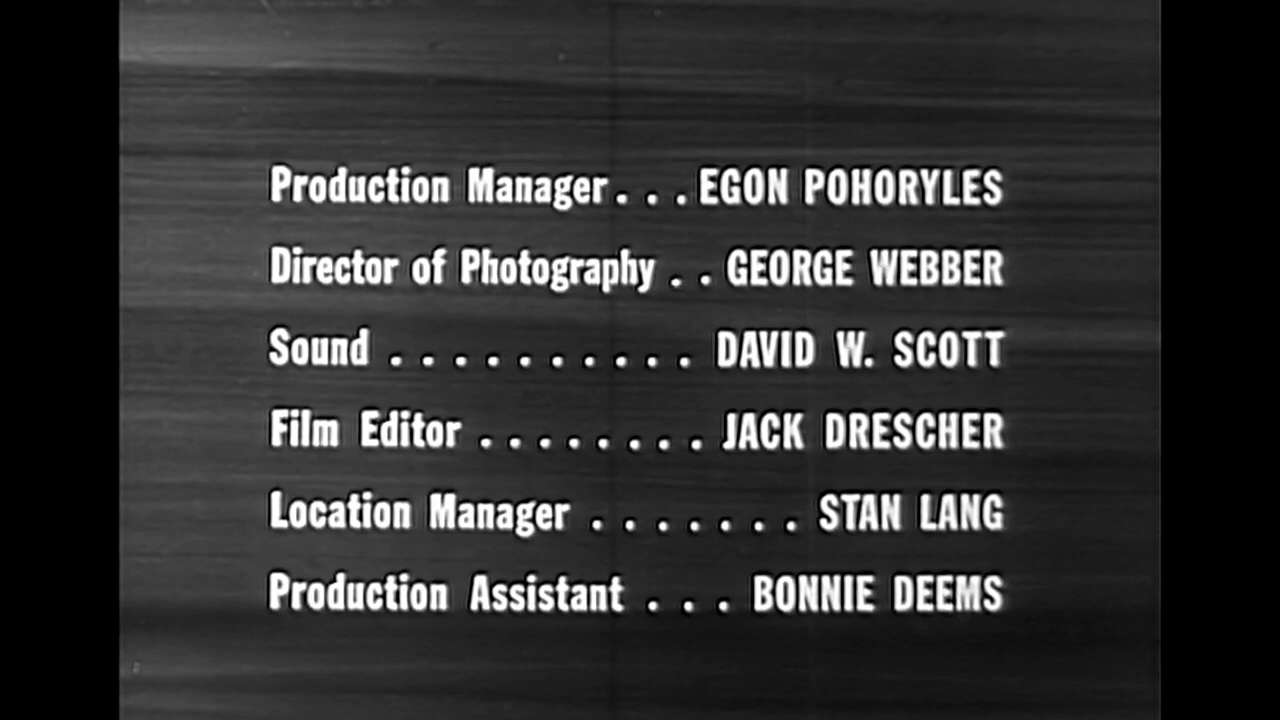 Production Manager . . . EGON POHORYLES
Director of Photography . . GEORGE WEBBER
Sound . . . . . . . . . . DAVID W. SCOTT
Film Editor . . . . . . . . JACK DRESCHER
Location Manager . . . . . . . STAN LANG
Production Assistant . . . BONNIE DEEMS